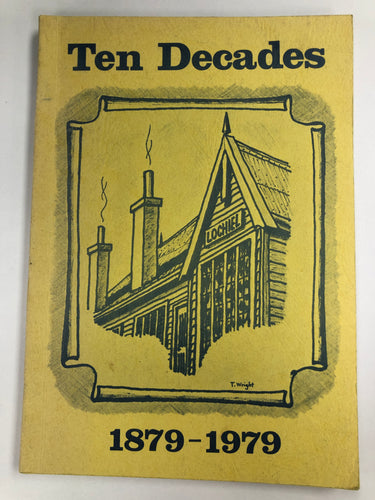 Ten Decades
LOCHIEL
T. Wright
1879-1979